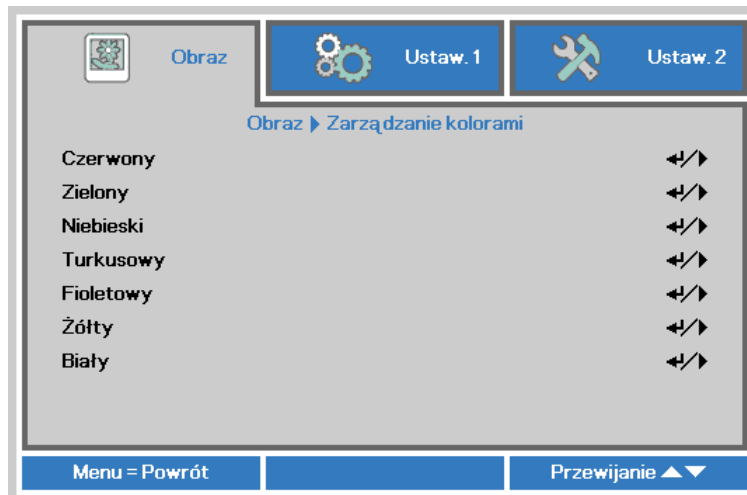 Obraz Ustaw. 1 Ustaw. 2
Obraz ▶ Zarządzanie kolorami
Czerwony ↵/▶
Zielony ↵/▶
Niebieski ↵/▶
Turkusowy ↵/▶
Fioletowy ↵/▶
Żółty ↵/▶
Biały ↵/▶
Menu = Powrót Przewijanie ▲▼